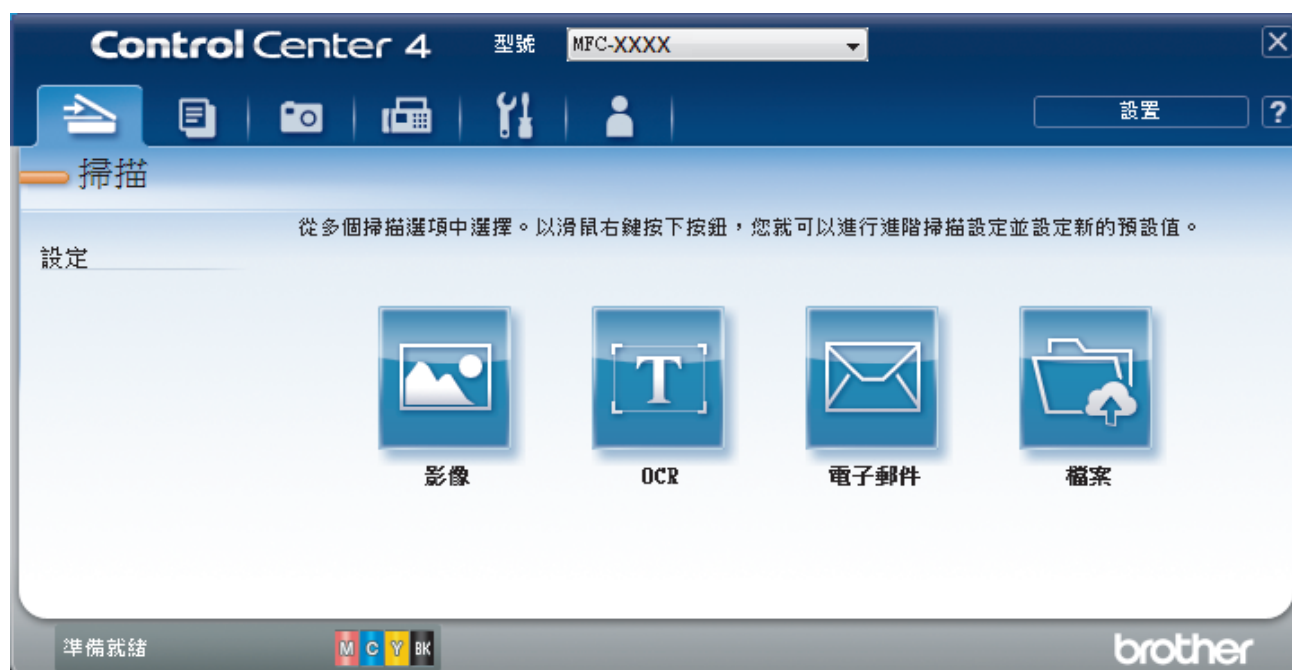 Control Center 4 型號 MFC-XXXX
設置 ?
掃描
從多個掃描選項中選擇。以滑鼠右鍵按下按鈕，您就可以進行進階掃描設定並設定新的預設值。
設定
T
影像 OCR 電子郵件 檔案
準備就緒 M C Y BK brother